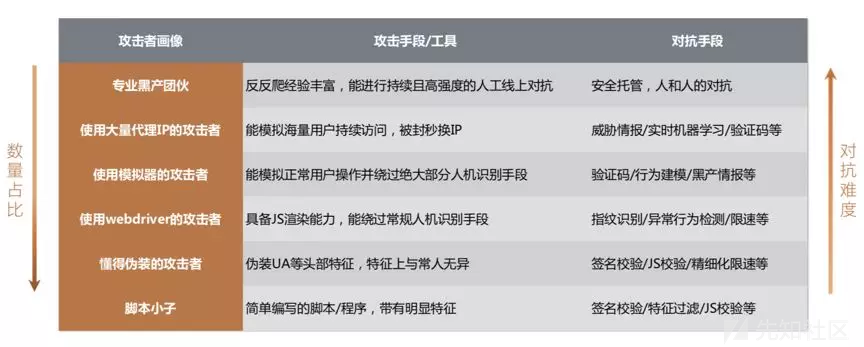 攻击者画像 攻击手段/工具 对抗手段
专业黑产团伙 反反爬经验丰富，能进行持续且高强度的人工线上对抗 安全托管，人和人的对抗
使用大量代理IP的攻击者 能模拟海量用户持续访问，被封秒换IP 威胁情报/实时机器学习/验证码等
使用模拟器的攻击者 能模拟正常用户操作并绕过绝大部分人机识别手段 验证码/行为建模/黑产情报等
使用webdriver的攻击者 具备JS渲染能力，能绕过常规人机识别手段 指纹识别/异常行为检测/限速等
懂得伪装的攻击者 伪装UA等头部特征，特征上与常人无异 签名校验/JS校验/精细化限速等
脚本小子 简单编写的脚本/程序，带有明显特征 签名校验/特征过滤/JS校验等
数量占比
对抗难度
先知社区